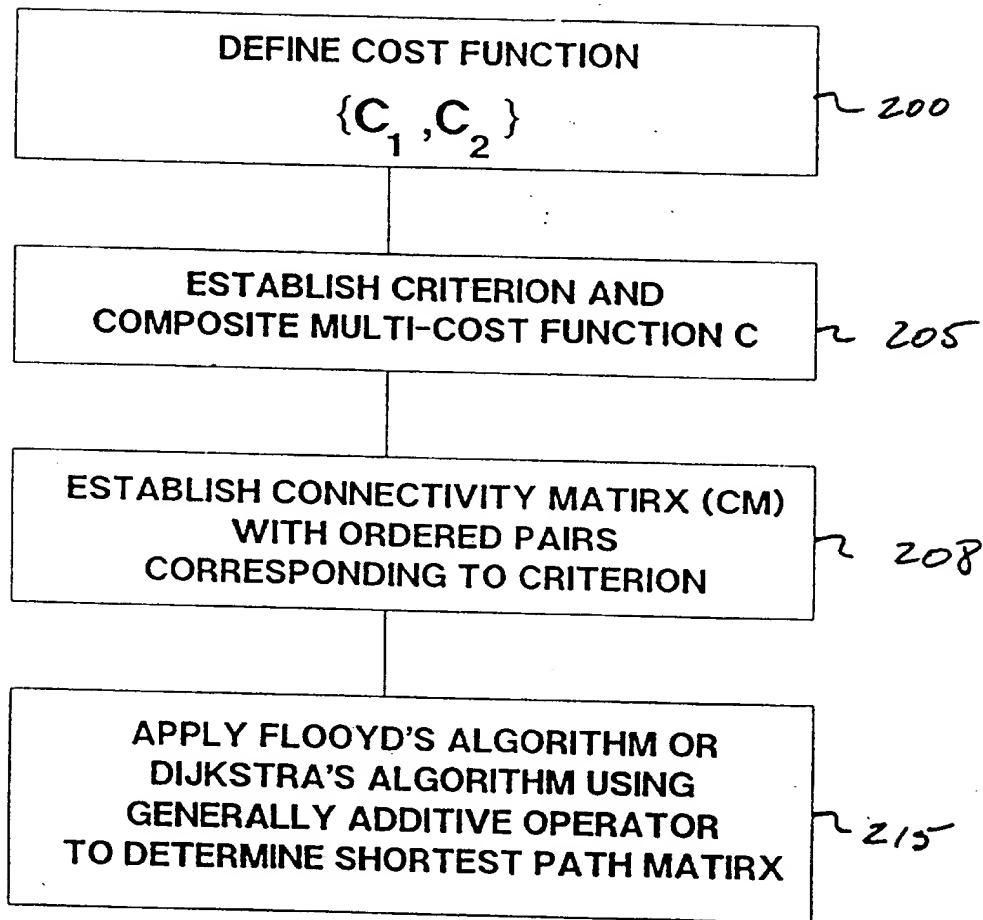 DEFINE COST FUNCTION
{C₁ ,C₂ }
200
ESTABLISH CRITERION AND
COMPOSITE MULTI-COST FUNCTION C
205
ESTABLISH CONNECTIVITY MATIRX (CM)
WITH ORDERED PAIRS
CORRESPONDING TO CRITERION
208
APPLY FLOOYD'S ALGORITHM OR
DIJKSTRA'S ALGORITHM USING
GENERALLY ADDITIVE OPERATOR
TO DETERMINE SHORTEST PATH MATIRX
215